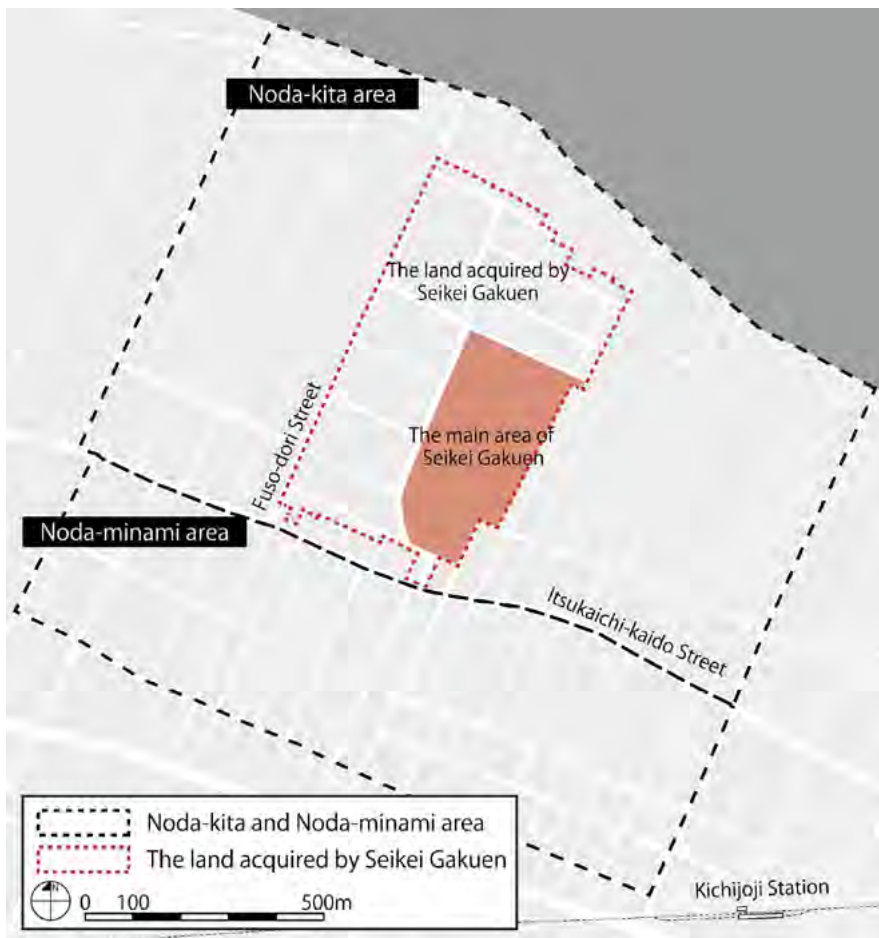 Noda-kita area
The land acquired by
Seikei Gakuen
The main area of
Seikei Gakuen
Fuso-dori Street
Noda-minami area
Itsukaichi-kaido Street
Noda-kita and Noda-minami area
The land acquired by Seikei Gakuen
N
0 100 500m
Kichijoji Station